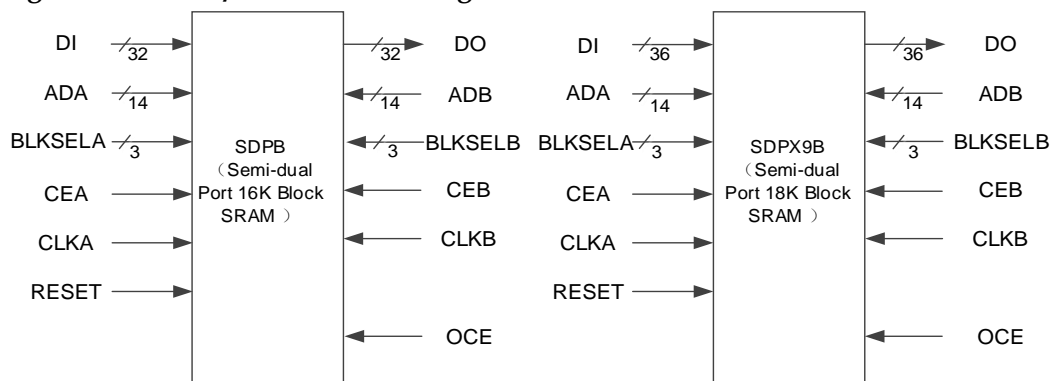 DI
32
ADA
14
BLKSELA
3
CEA
CLKA
RESET
SDPB
（Semi-dual
Port 16K Block
SRAM ）
32
DO
14
ADB
3
BLKSELB
CEB
CLKB
OCE
DI
36
ADA
14
BLKSELA
3
CEA
CLKA
RESET
SDPX9B
（Semi-dual
Port 18K Block
SRAM ）
36
DO
14
ADB
3
BLKSELB
CEB
CLKB
OCE